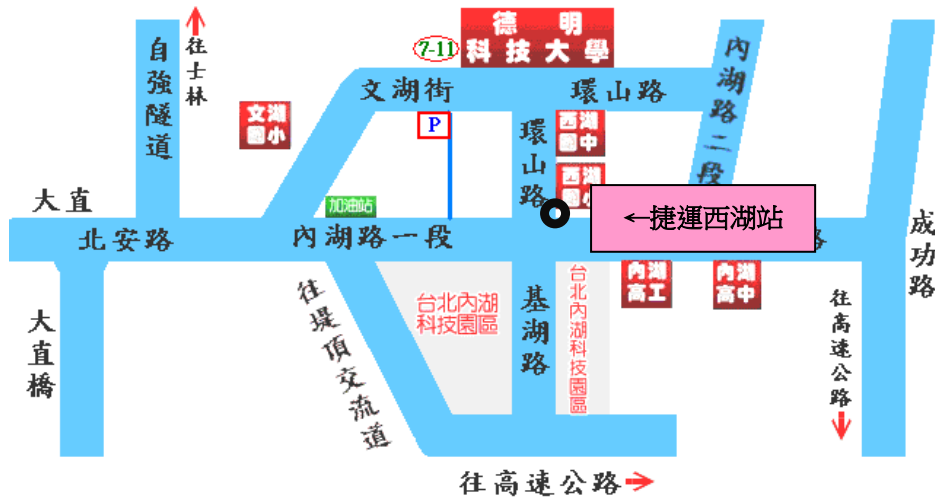 德明
科技大學
7-11
往士林
自強隧道
文湖街
環山路
內湖路二段
文湖
國小
P
環山路
西湖
國中
西湖
國小
大直
加油站
←捷運西湖站
北安路
內湖路一段
路
成功路
內湖
高工
內湖
高中
往堤頂交流道
台北內湖
科技園區
基湖路
台北內湖科技園區
大直橋
往高速公路
往高速公路